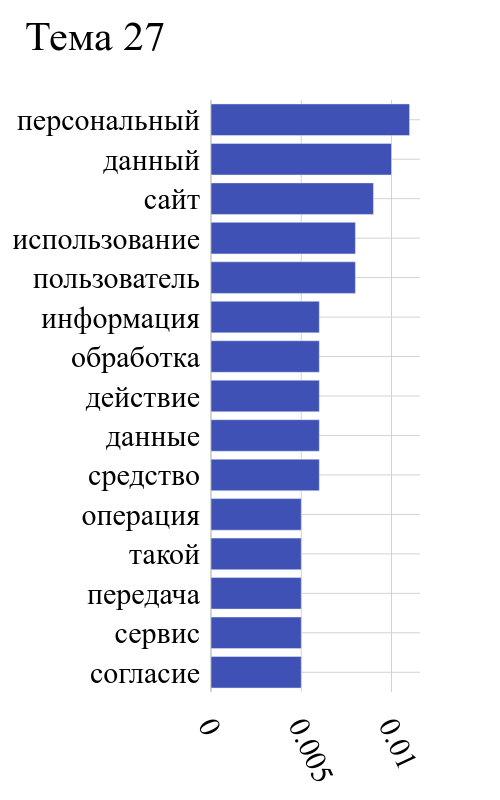 Тема 27
персональный
данный
сайт
использование
пользователь
информация
обработка
действие
данные
средство
операция
такой
передача
сервис
согласие
0
0.005
0.01